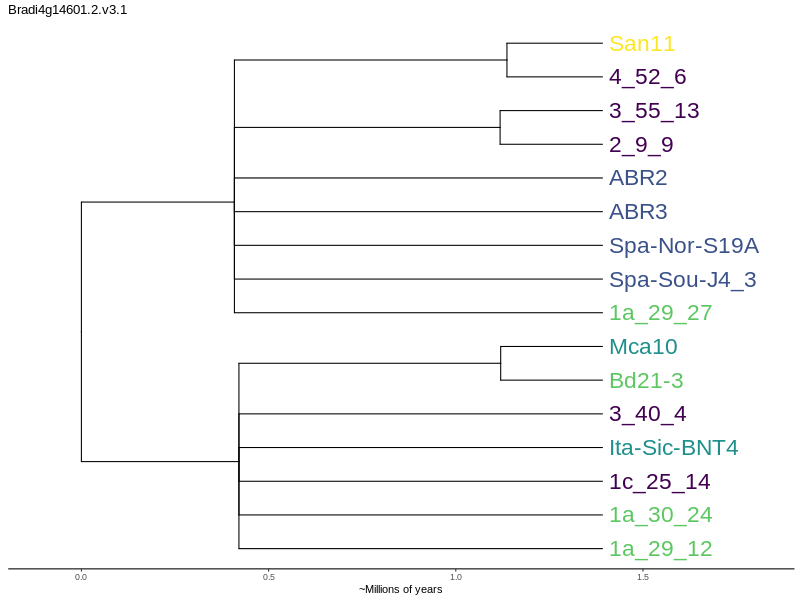 Bradi4g14601.2.v3.1
San11
4_52_6
3_55_13
2_9_9
ABR2
ABR3
Spa-Nor-S19A
Spa-Sou-J4_3
1a_29_27
Mca10
Bd21-3
3_40_4
Ita-Sic-BNT4
1c_25_14
1a_30_24
1a_29_12
0.0 0.5 1.0 1.5
~Millions of years